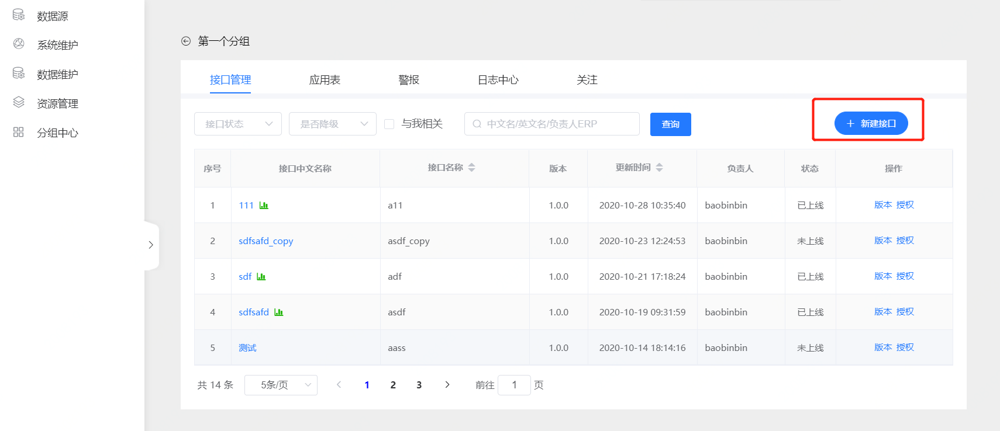 数据源
系统维护
数据维护
资源管理
分组中心
第一个分组
接口管理 应用表 警报 日志中心 关注
接口状态 是否降级 与我相关 中文名/英文名/负责人ERP 查询 新建接口
序号 接口中文名称 接口名称 版本 更新时间 负责人 状态 操作
1 111 a11 1.0.0 2020-10-28 10:35:40 baobinbin 已上线 版本 授权
2 sdfsafd_copy asdf_copy 1.0.0 2020-10-23 12:24:53 baobinbin 未上线 版本 授权
3 sdf adf 1.0.0 2020-10-21 17:18:24 baobinbin 已上线 版本 授权
4 sdfsafd asdf 1.0.0 2020-10-19 09:31:59 baobinbin 已上线 版本 授权
5 测试 aass 1.0.0 2020-10-14 18:14:16 baobinbin 未上线 版本 授权
共 14 条 5条/页 1 2 3 前往 1 页